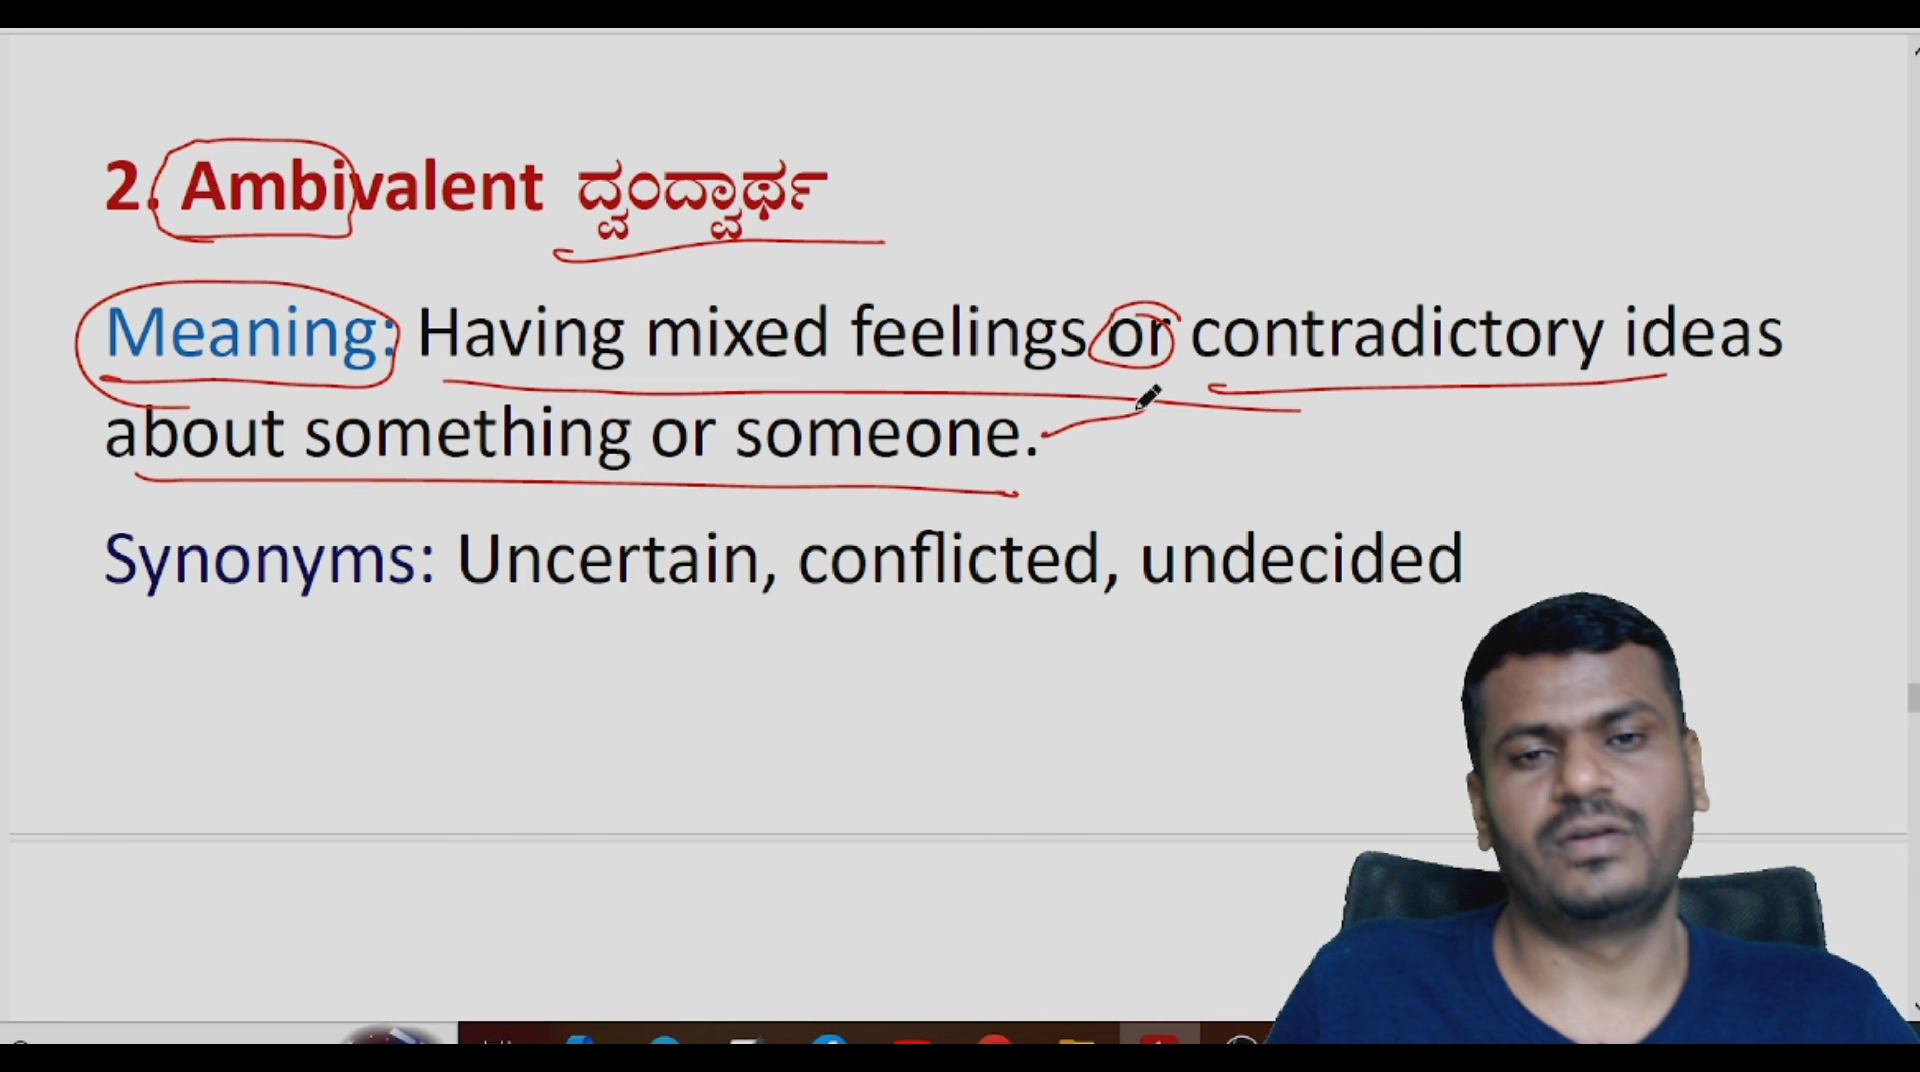 2. Ambivalent ದ್ವಂದ್ವಾರ್ಥ
Meaning: Having mixed feelings or contradictory ideas
about something or someone.
Synonyms: Uncertain, conflicted, undecided